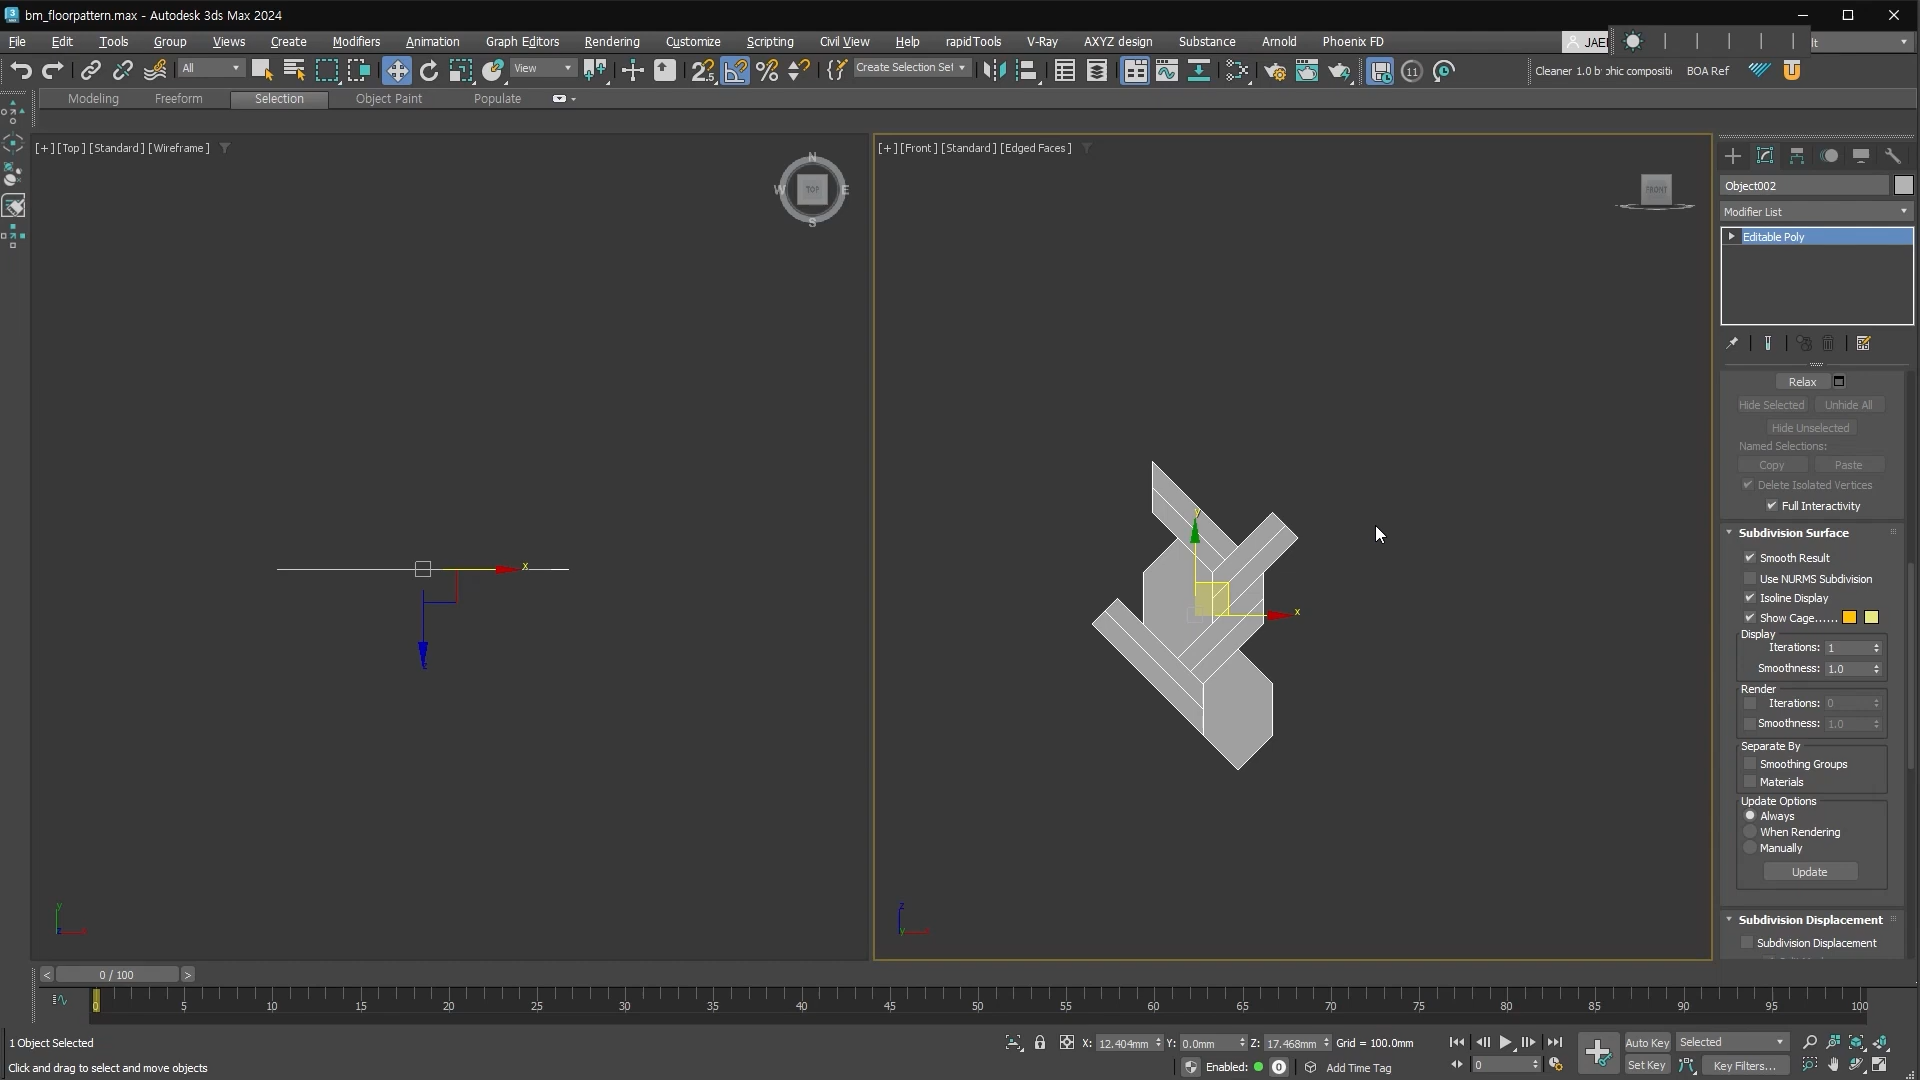 bm_floorpattern.max - Autodesk 3ds Max 2024
File Edit Tools Group Views Create Modifiers Animation Graph Editors Rendering Customize Scripting Civil View Help rapidTools V-Ray AXYZ design Substance Arnold Phoenix FD JAEI
All View Create Selection Set 11 Cleaner 1.0 b BOA Ref
Modeling Freeform Selection Object Paint Populate
[+] [Top] [Standard] [Wireframe]
[+] [Front] [Standard] [Edged Faces]
N
W TOP E
S
FRONT
Object002
Modifier List
Editable Poly
Relax
Hide Selected Unhide All
Hide Unselected
Named Selections:
Copy Paste
Delete Isolated Vertices
Full Interactivity
Subdivision Surface
Smooth Result
Use NURMS Subdivision
Isoline Display
Show Cage......
Display
Iterations: 1
Smoothness: 1.0
Render
Iterations: 0
Smoothness: 1.0
Separate By
Smoothing Groups
Materials
Update Options
Always
When Rendering
Manually
Update
Subdivision Displacement
Subdivision Displacement
x
y
x
y
z
< 0 / 100 >
0 5 10 15 20 25 30 35 40 45 50 55 60 65 70 75 80 85 90 95 100
1 Object Selected
Click and drag to select and move objects
X: 12.404mm Y: 0.0mm Z: 17.468mm Grid = 100.0mm
Enabled: 0 Add Time Tag
0
Auto Key Selected
Set Key Key Filters...